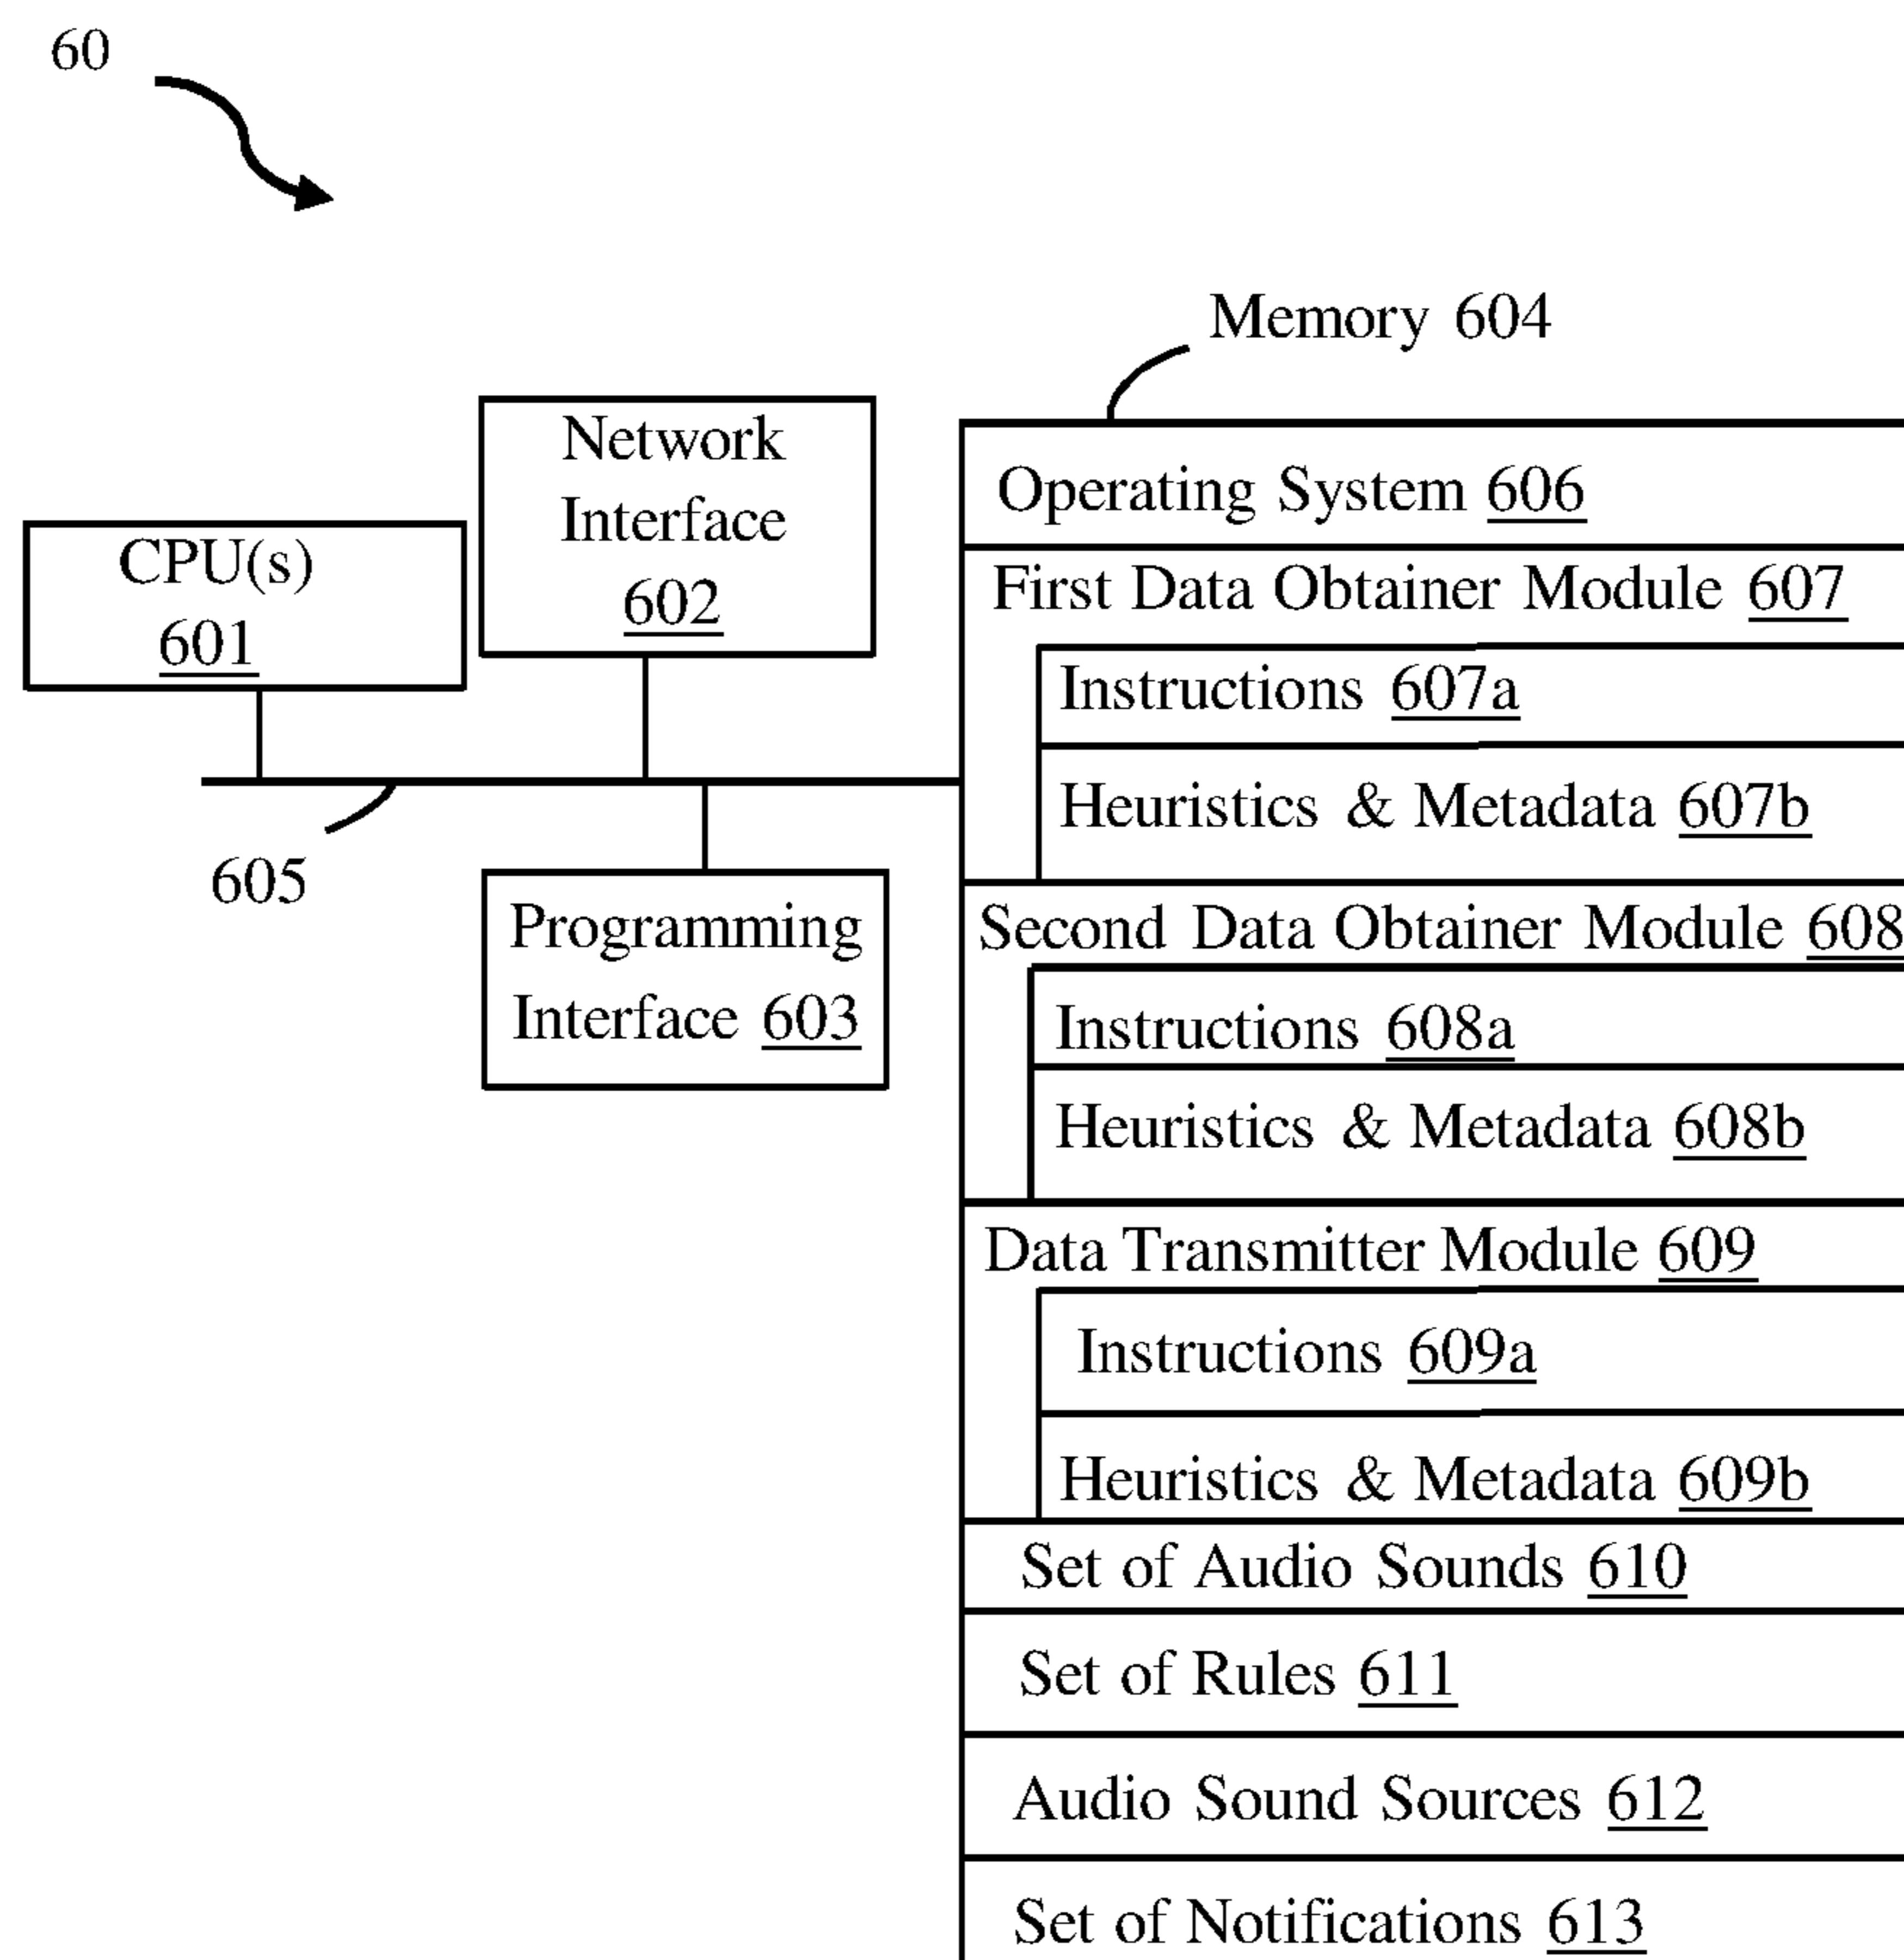 60
Memory 604
Network
Interface
602
CPU(s)
601
605
Programming
Interface 603
Operating System 606
First Data Obtainer Module 607
Instructions 607a
Heuristics & Metadata 607b
Second Data Obtainer Module 608
Instructions 608a
Heuristics & Metadata 608b
Data Transmitter Module 609
Instructions 609a
Heuristics & Metadata 609b
Set of Audio Sounds 610
Set of Rules 611
Audio Sound Sources 612
Set of Notifications 613